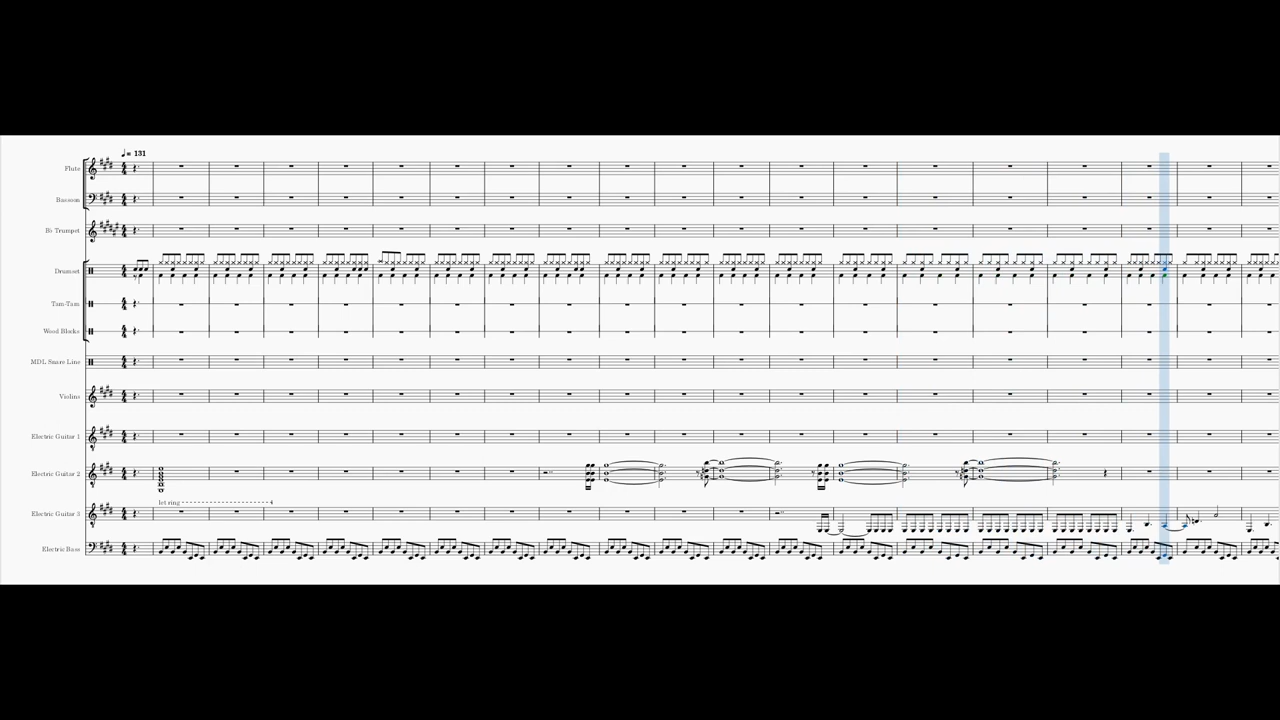 ♩= 131
Flute
Bassoon
B♭ Trumpet
Drumset
Tam-Tam
Wood Blocks
MDL Snare Line
Violins
Electric Guitar 1
Electric Guitar 2
let ring
Electric Guitar 3
Electric Bass